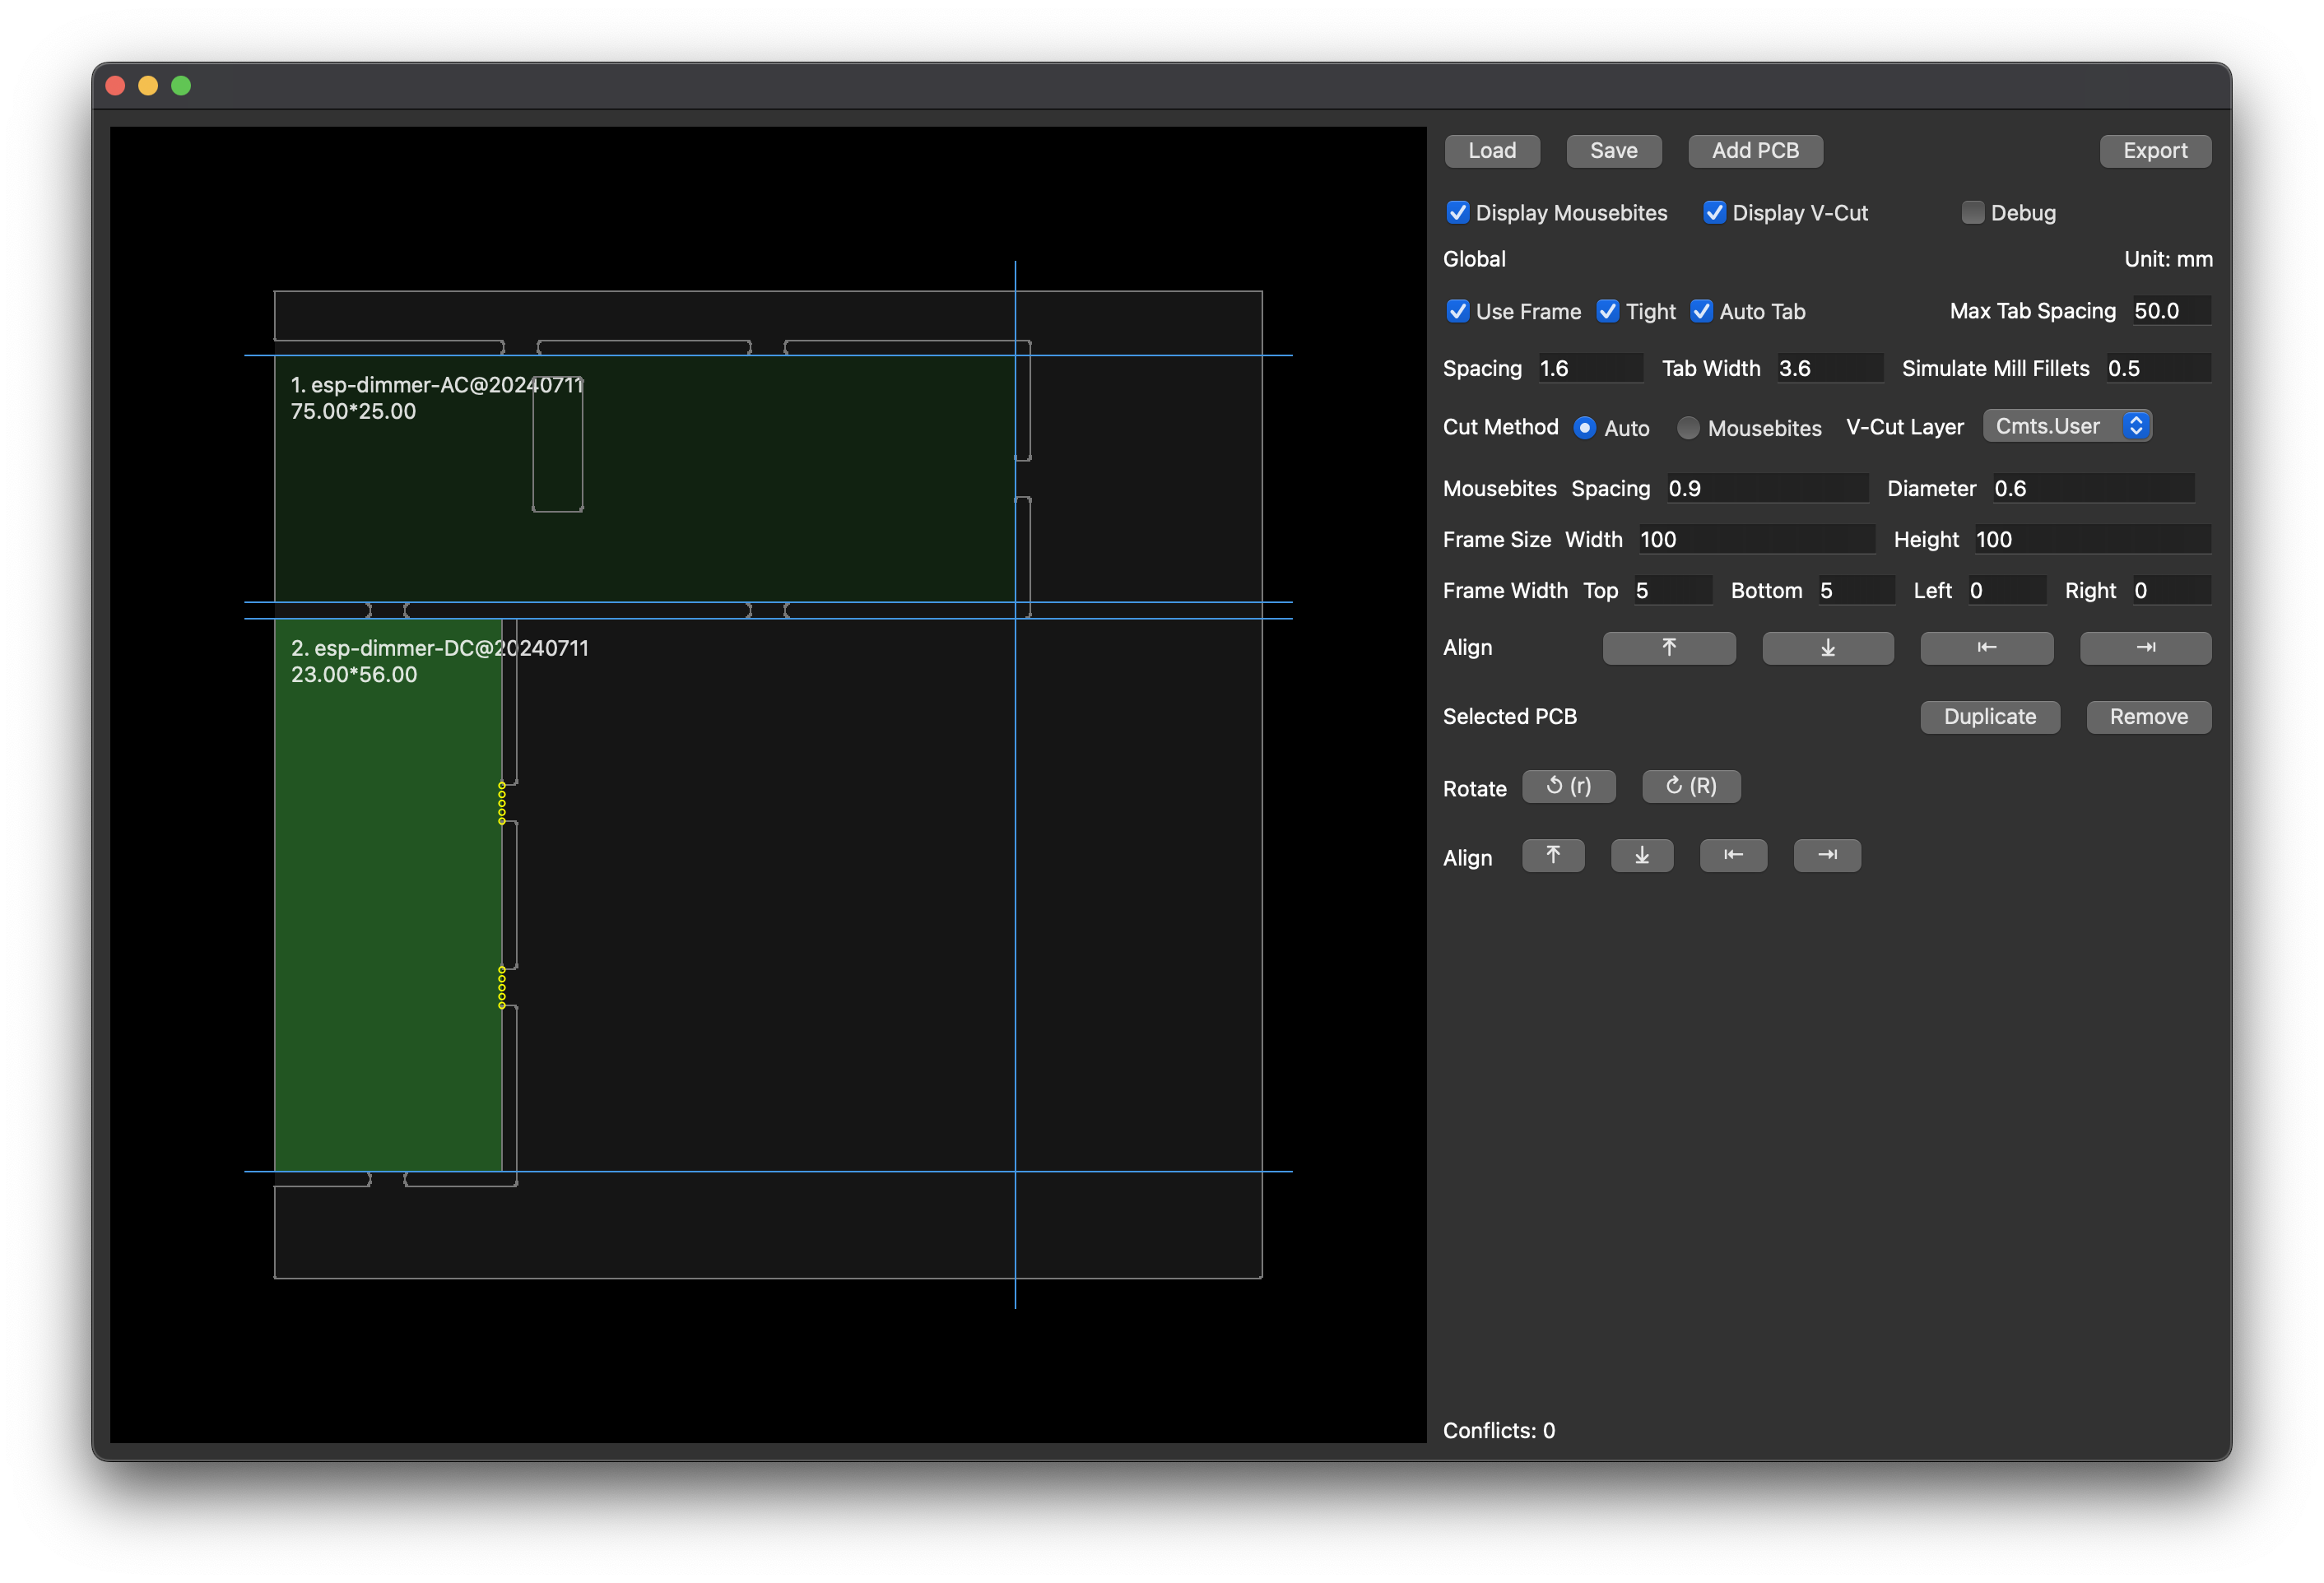 Load Save Add PCB Export
Display Mousebites Display V-Cut Debug
Global Unit: mm
Use Frame Tight Auto Tab Max Tab Spacing 50.0
Spacing 1.6 Tab Width 3.6 Simulate Mill Fillets 0.5
Cut Method Auto Mousebites V-Cut Layer Cmts.User
Mousebites Spacing 0.9 Diameter 0.6
Frame Size Width 100 Height 100
Frame Width Top 5 Bottom 5 Left 0 Right 0
Align
Selected PCB Duplicate Remove
Rotate (r) (R)
Align
Conflicts: 0
1. esp-dimmer-AC@20240711
75.00*25.00
2. esp-dimmer-DC@20240711
23.00*56.00